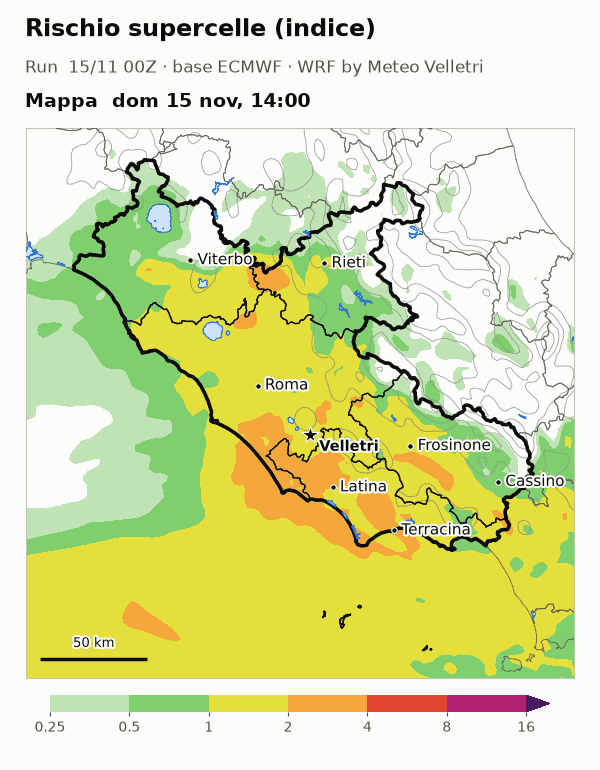 Rischio supercelle (indice)
Run  15/11 00Z · base ECMWF · WRF by Meteo Velletri
Mappa  dom 15 nov, 14:00
Viterbo
Rieti
Roma
Velletri
Frosinone
Latina
Cassino
Terracina
50 km
0.25 0.5 1 2 4 8 16